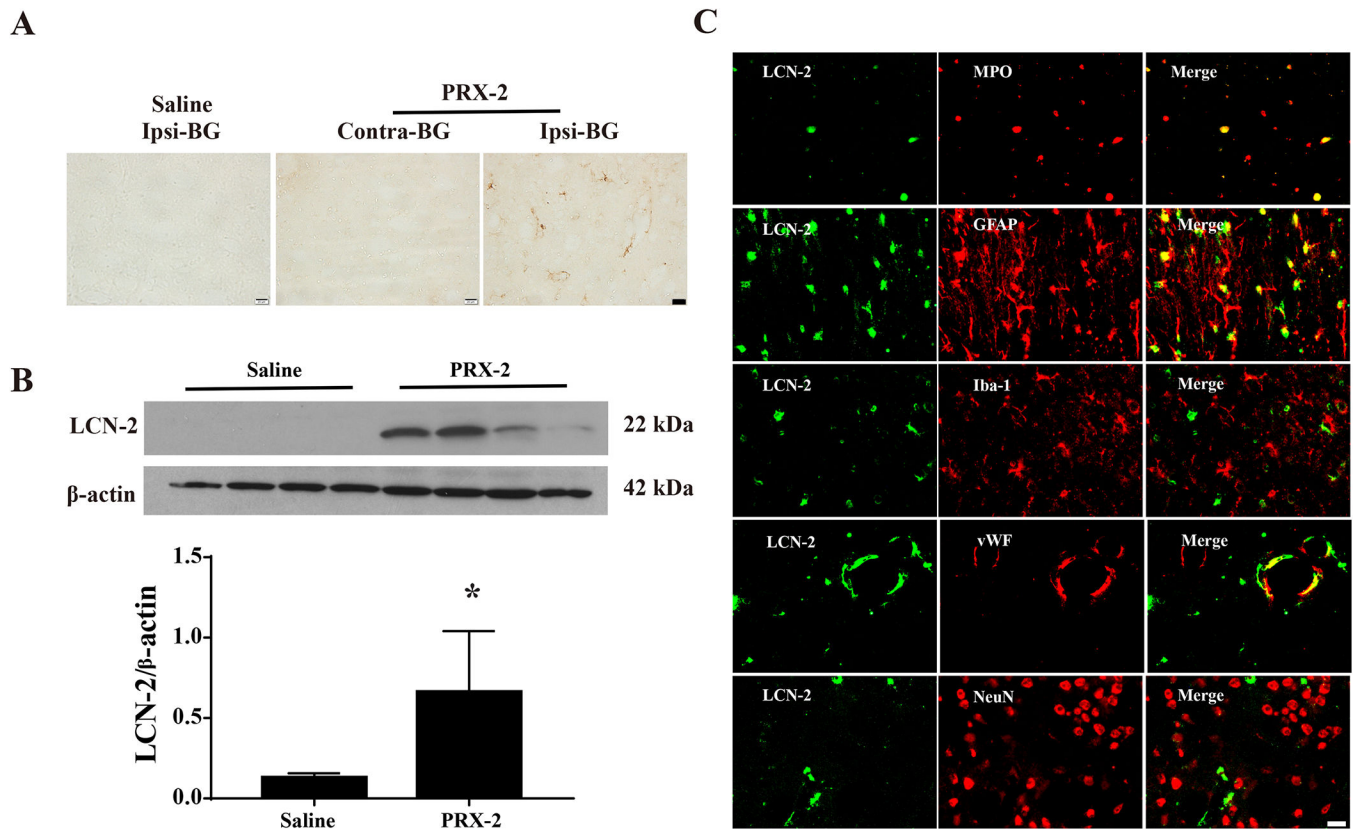 A
PRX-2
Saline
Ipsi-BG
Contra-BG
Ipsi-BG
B
Saline
PRX-2
LCN-2
22 kDa
β-actin
42 kDa
1.5
1.0
0.5
0.0
LCN-2/β-actin
*
Saline
PRX-2
C
LCN-2
MPO
Merge
LCN-2
GFAP
Merge
LCN-2
Iba-1
Merge
LCN-2
vWF
Merge
LCN-2
NeuN
Merge